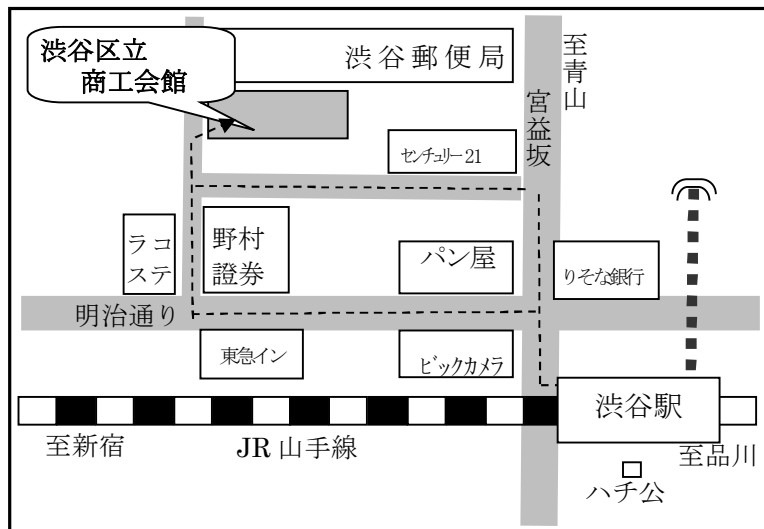 渋谷区立
商工会館
渋谷郵便局
至青山
宮益坂
センチュリー21
ラコ
ステ
野村
證券
パン屋
りそな銀行
明治通り
東急イン
ビックカメラ
渋谷駅
至新宿
JR山手線
至品川
ハチ公